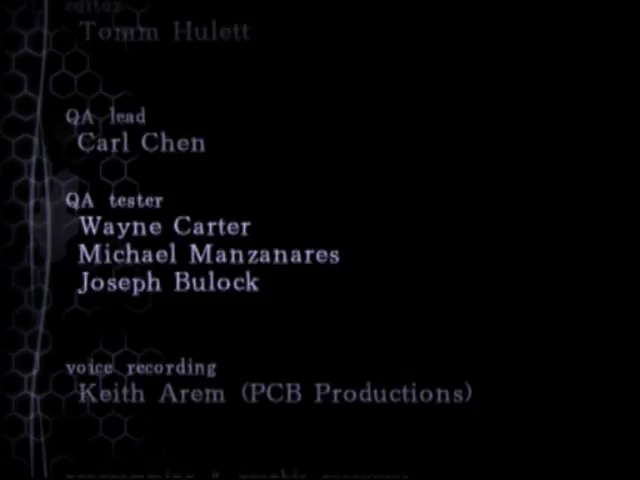 editor
Tomm Hulett
QA lead
Carl Chen
QA tester
Wayne Carter
Michael Manzanares
Joseph Bulock
voice recording
Keith Arem (PCB Productions)